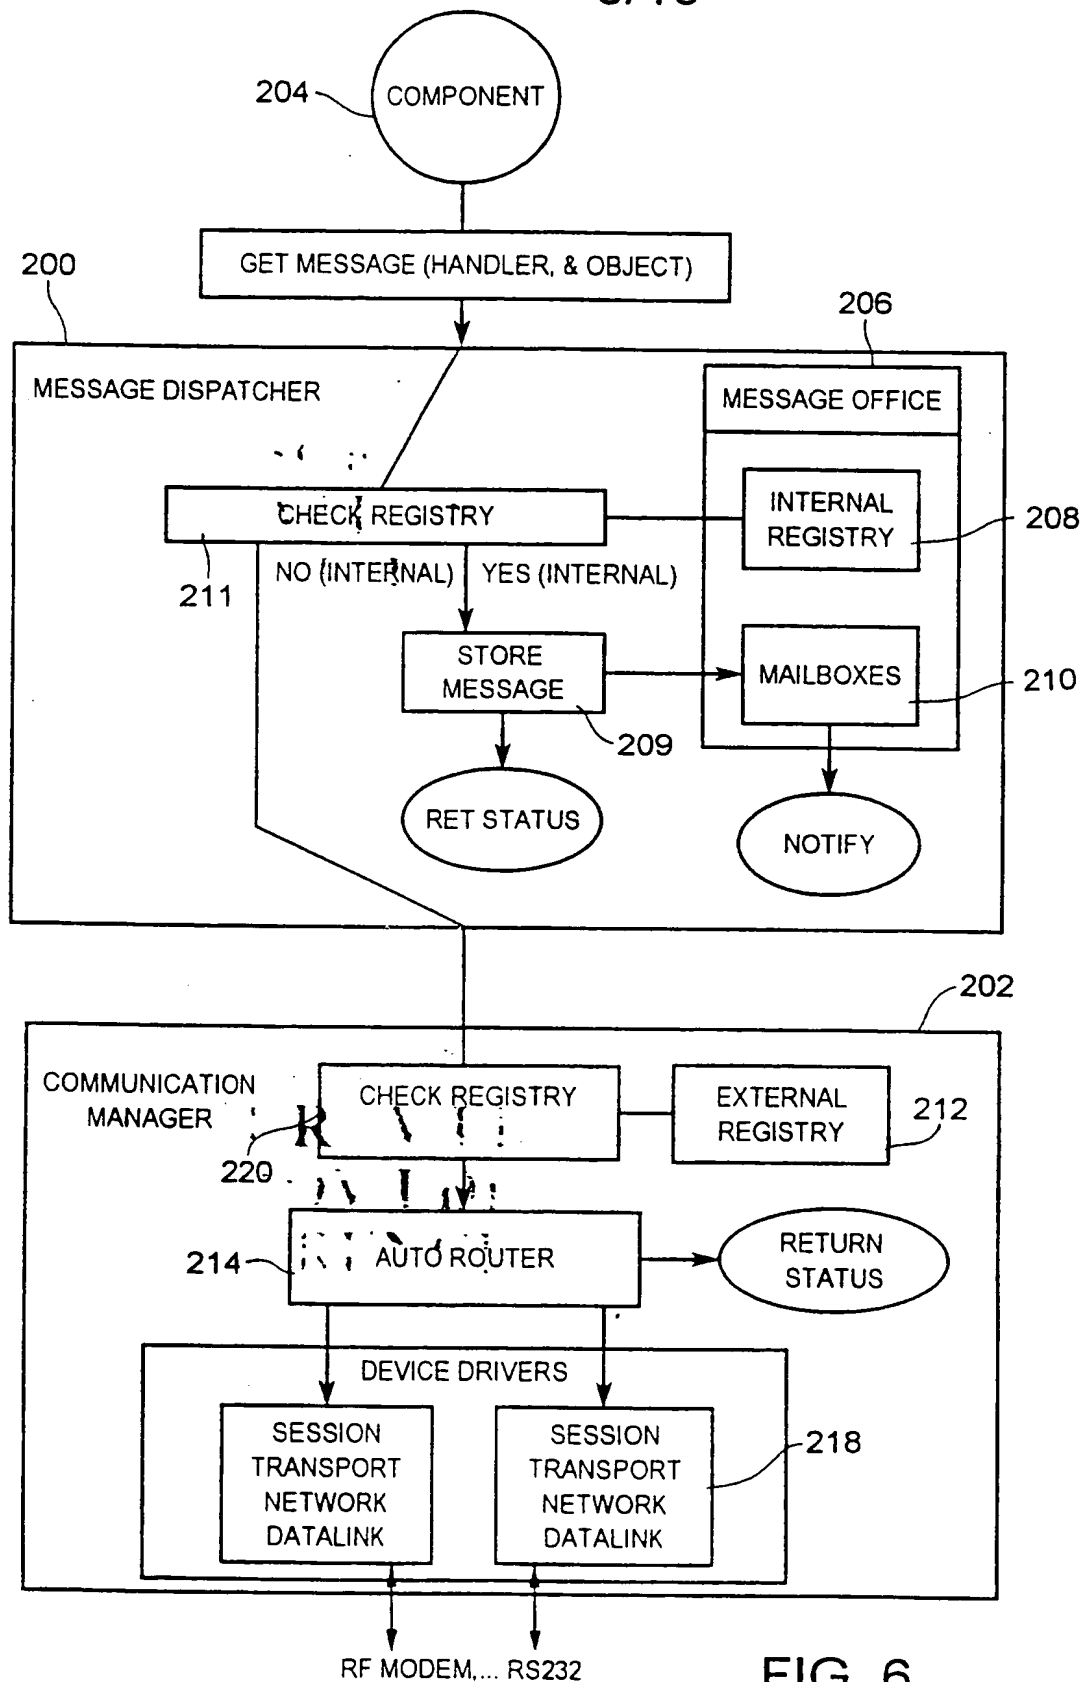 COMPONENT
204
GET MESSAGE (HANDLER, & OBJECT)
200
206
MESSAGE DISPATCHER
MESSAGE OFFICE
CHECK REGISTRY
INTERNAL
REGISTRY
208
211
NO (INTERNAL)
YES (INTERNAL)
STORE
MESSAGE
MAILBOXES
210
209
RET STATUS
NOTIFY
202
COMMUNICATION
MANAGER
CHECK REGISTRY
EXTERNAL
REGISTRY
212
220
214
AUTO ROUTER
RETURN
STATUS
DEVICE DRIVERS
SESSION
TRANSPORT
NETWORK
DATALINK
SESSION
TRANSPORT
NETWORK
DATALINK
218
RF MODEM,... RS232
FIG. 6